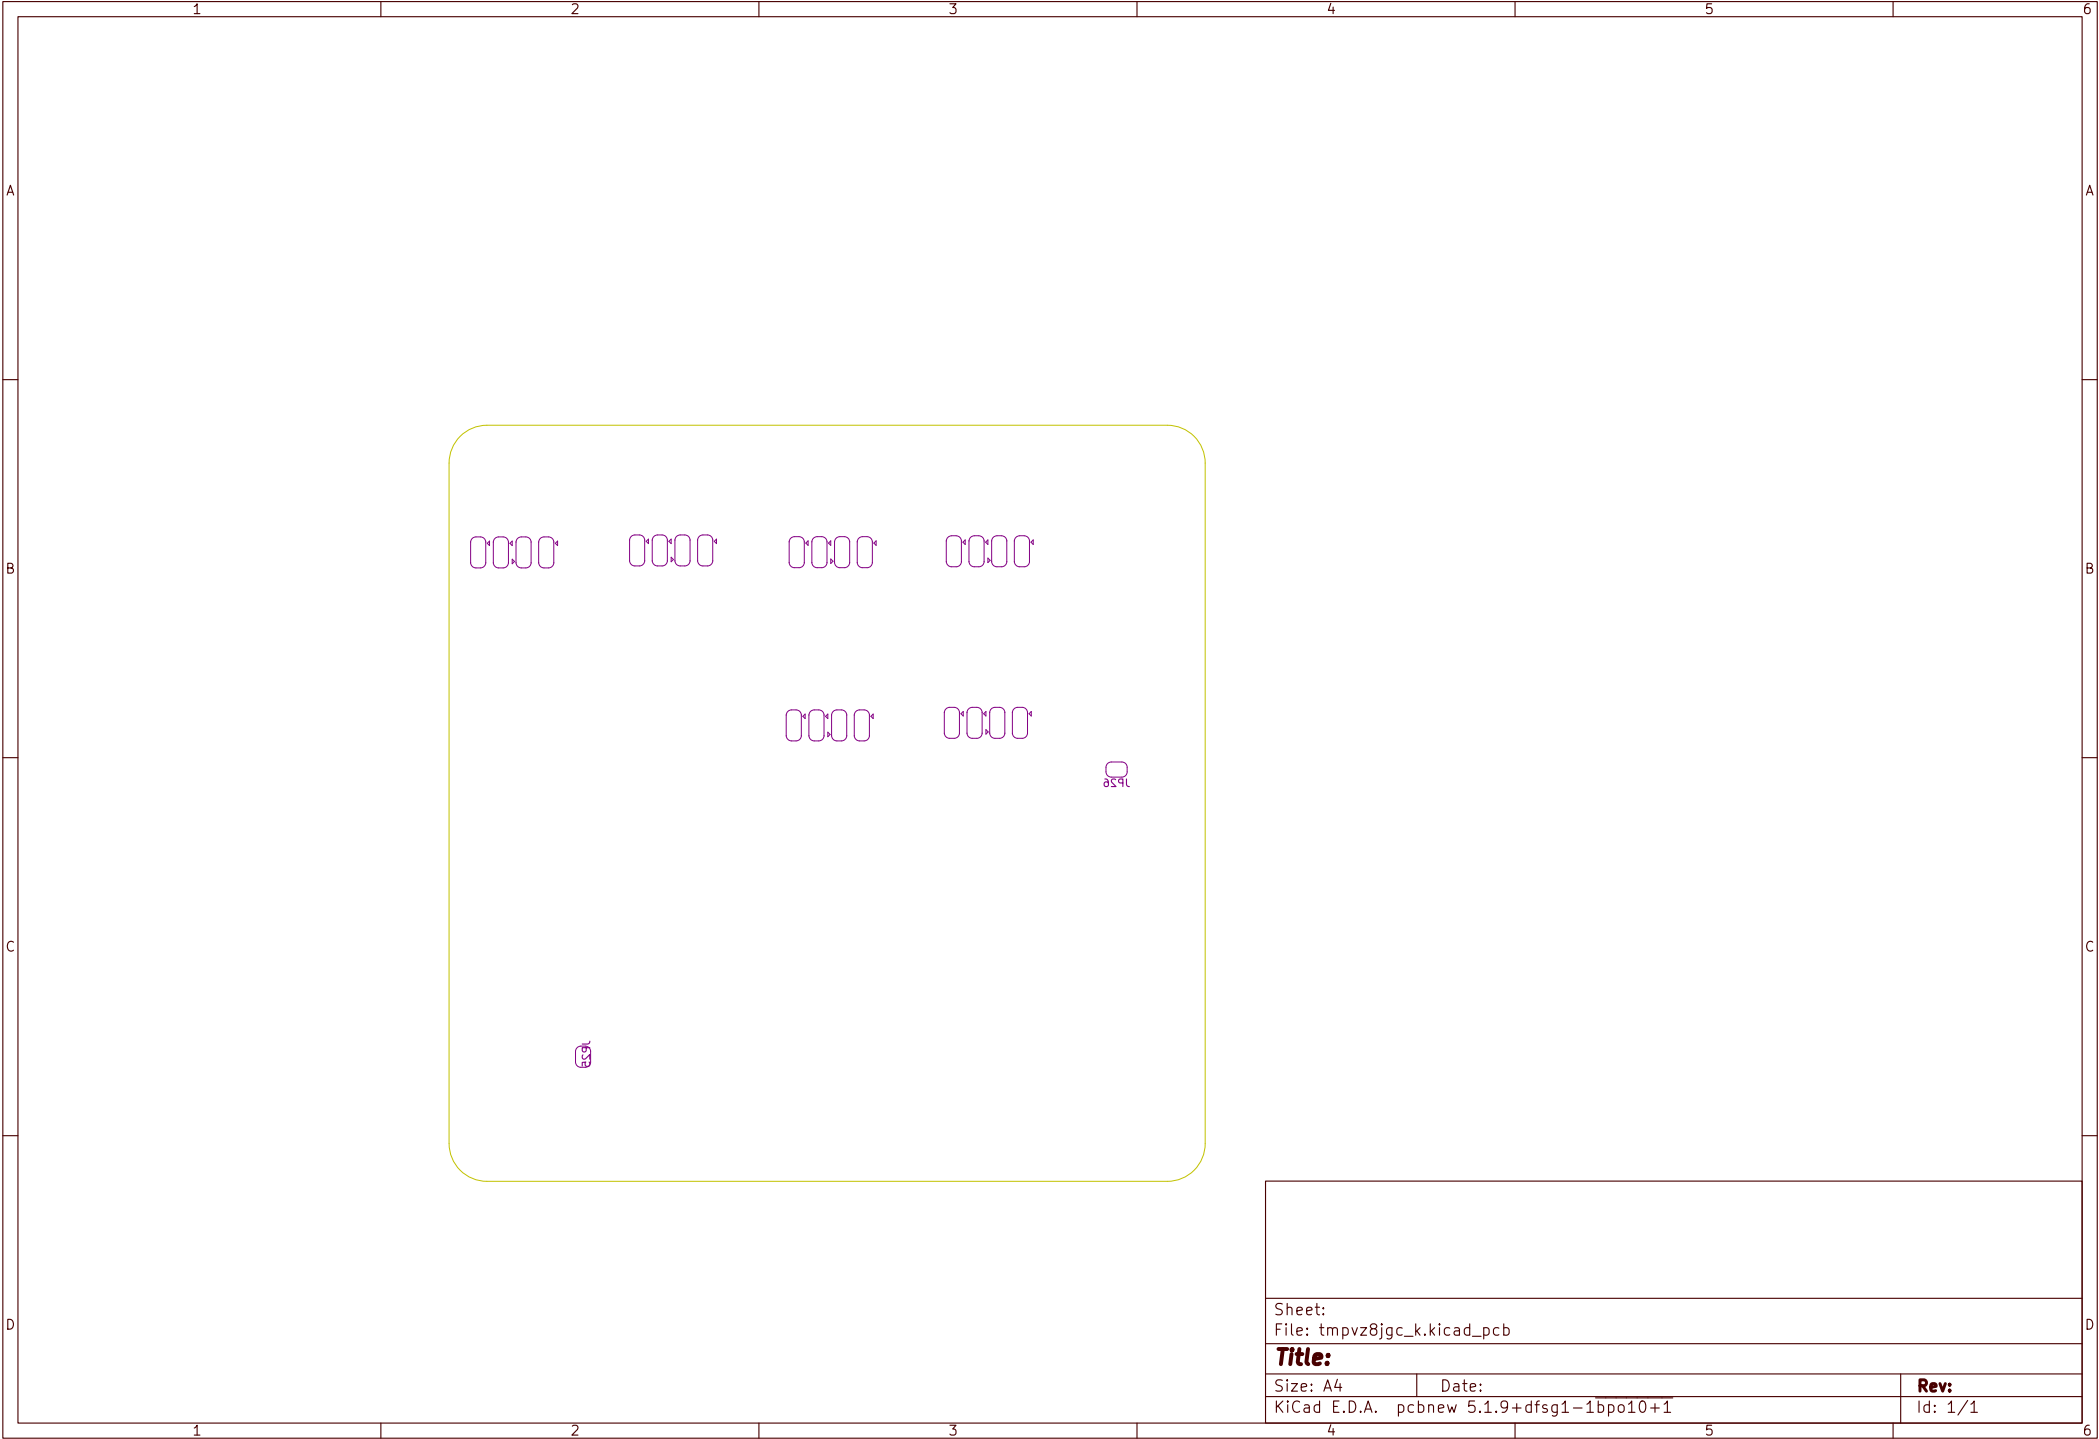 1 2 3 4 5 6
A A
B B
JP26
C C
JP25
Sheet:
File: tmpvz8jgc_k.kicad_pcb
D D
Title:
Size: A4 Date: Rev:
KiCad E.D.A. pcbnew 5.1.9+dfsg1-1bpo10+1 Id: 1/1
1 2 3 4 5 6